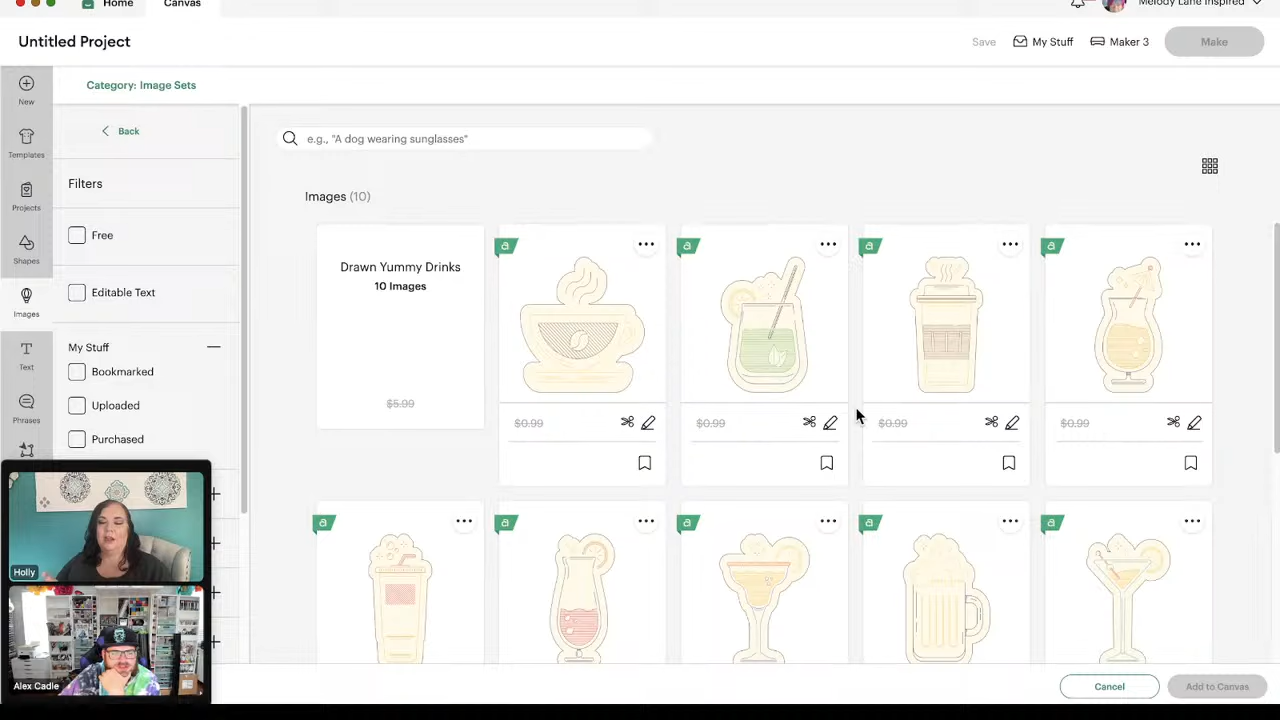 Home
Canvas
Melody Lane Inspired
Untitled Project
Save
My Stuff
Maker 3
Make
Category: Image Sets
New
Templates
Projects
Shapes
Images
Text
Phrases
Back
Filters
Free
Editable Text
My Stuff
Bookmarked
Uploaded
Purchased
e.g., "A dog wearing sunglasses"
Images (10)
Drawn Yummy Drinks
10 Images
$5.99
a
$0.99
a
$0.99
a
$0.99
a
$0.99
a
a
a
a
a
Holly
Alex Cadle
Cancel
Add to Canvas